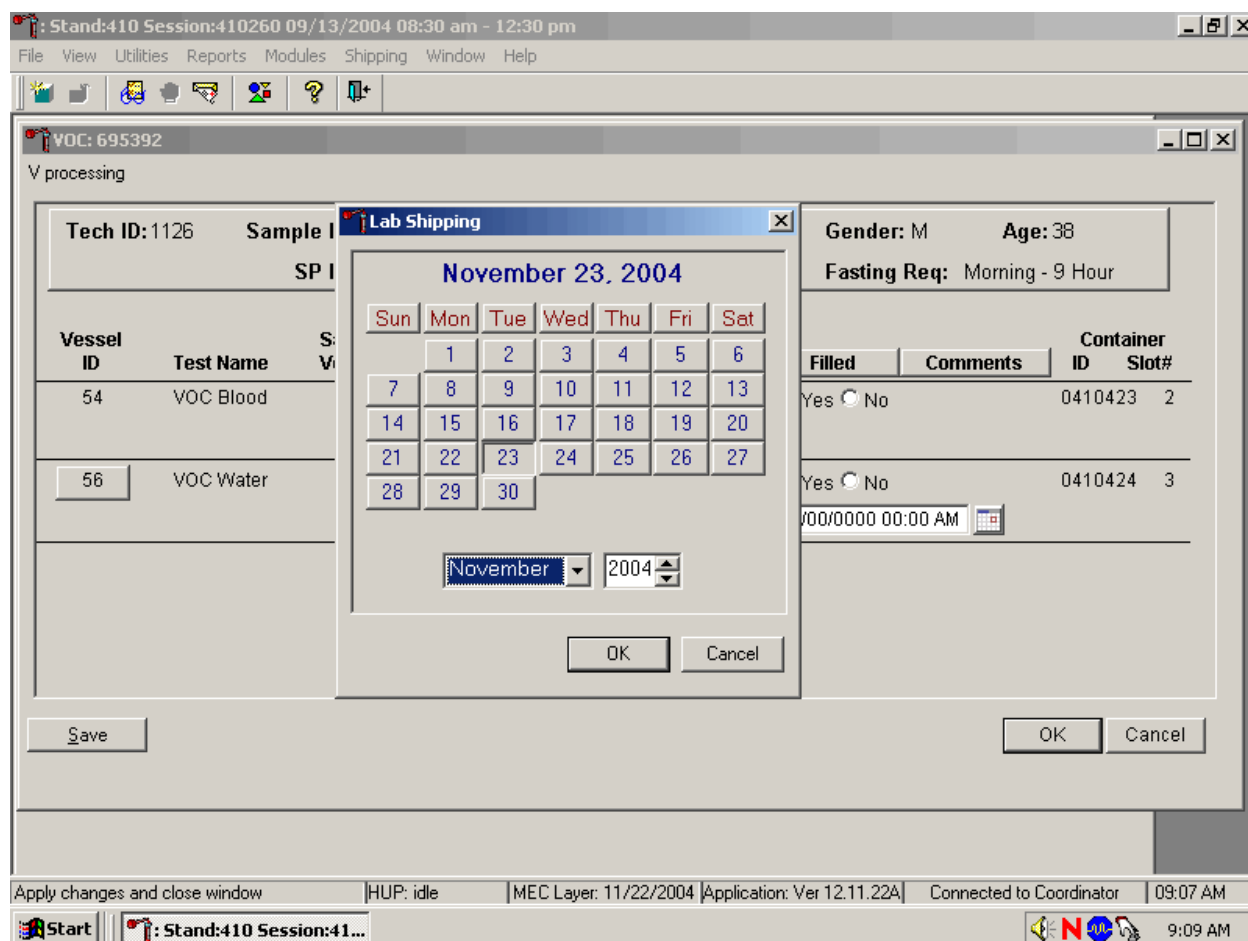 : Stand:410 Session:410260 09/13/2004 08:30 am - 12:30 pm
File View Utilities Reports Modules Shipping Window Help
VOC: 695392
V processing
Tech ID: 1126 Sample I
Gender: M Age: 38
SP I
Fasting Req: Morning - 9 Hour
Lab Shipping
November 23, 2004
Sun Mon Tue Wed Thu Fri Sat
1 2 3 4 5 6
7 8 9 10 11 12 13
14 15 16 17 18 19 20
21 22 23 24 25 26 27
28 29 30
November 2004
OK Cancel
Vessel
ID Test Name
Filled Comments
Container
ID Slot#
54 VOC Blood
Yes No 0410423 2
56 VOC Water
Yes No 0410424 3
/00/0000 00:00 AM
Save OK Cancel
Apply changes and close window HUP: idle MEC Layer: 11/22/2004 Application: Ver 12.11.22A Connected to Coordinator 09:07 AM
Start : Stand:410 Session:41... N 9:09 AM